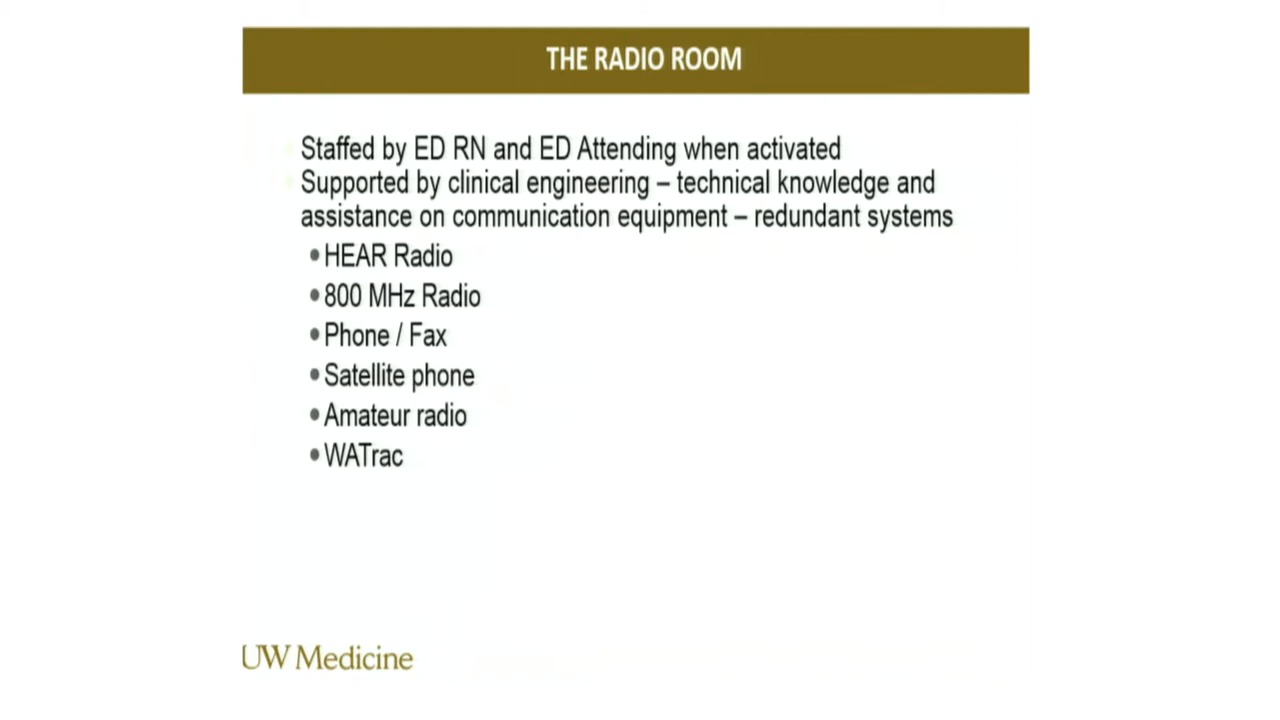 THE RADIO ROOM
Staffed by ED RN and ED Attending when activated
Supported by clinical engineering – technical knowledge and
assistance on communication equipment – redundant systems
• HEAR Radio
• 800 MHz Radio
• Phone / Fax
• Satellite phone
• Amateur radio
• WATrac
UW Medicine